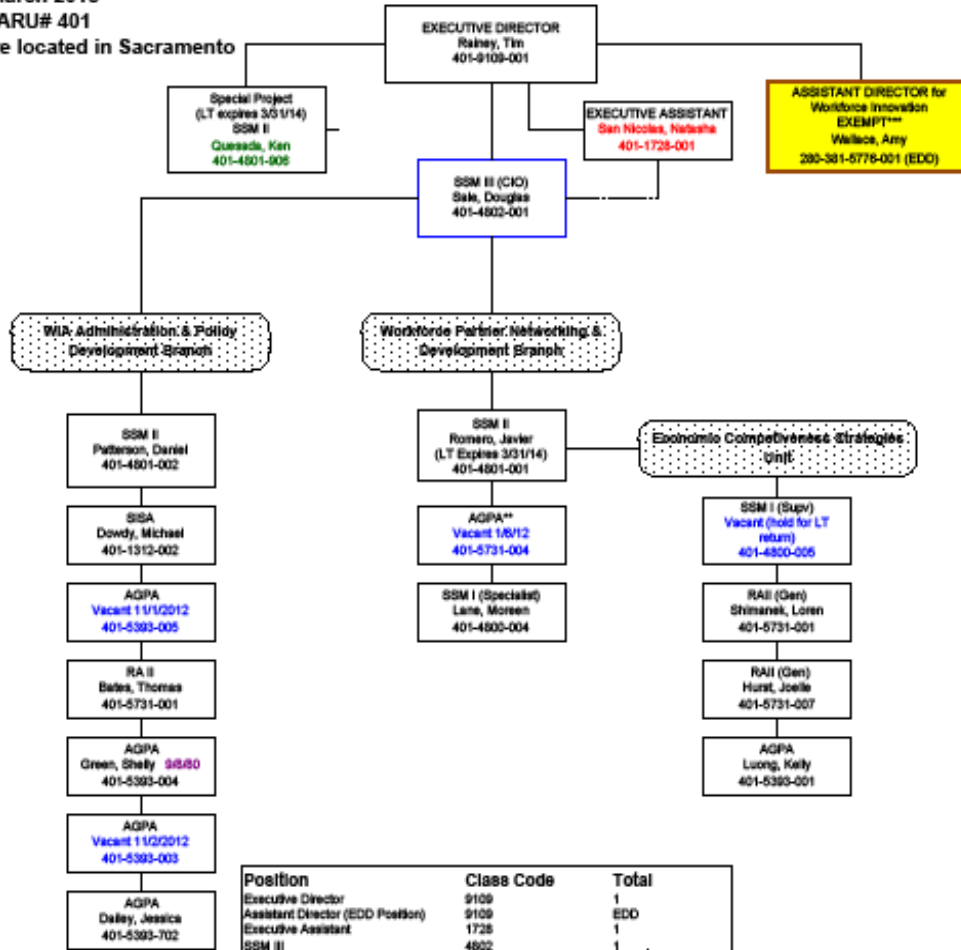 March 2013
ARU# 401
e located in Sacramento
EXECUTIVE DIRECTOR
Rainey, Tim
401-9109-001
Special Project
(LT expires 3/31/14)
SSM II
Quesada, Ken
401-4801-906
EXECUTIVE ASSISTANT
San Nicolas, Natasha
401-1728-001
ASSISTANT DIRECTOR for
Workforce Innovation
EXEMPT***
Wallace, Amy
280-381-5776-001 (EDD)
SSM III (CIO)
Sale, Douglas
401-4802-001
WIA Administration & Policy
Development Branch
Workforce Partner Networking &
Development Branch
SSM II
Patterson, Daniel
401-4801-002
SISA
Dowdy, Michael
401-1312-002
AGPA
Vacant 11/1/2012
401-5393-005
RA II
Bates, Thomas
401-5731-001
AGPA
Green, Shelly 9/8/80
401-5393-004
AGPA
Vacant 11/2/2012
401-5393-003
AGPA
Dailey, Jessica
401-5393-702
SSM II
Romero, Javier
(LT Expires 3/31/14)
401-4801-001
AGPA**
Vacant 1/6/12
401-5731-004
SSM I (Specialist)
Lane, Moreen
401-4800-004
Economic Competiveness Strategies
Unit
SSM I (Supv)
Vacant (hold for LT
return)
401-4800-005
RAII (Gen)
Shimanek, Loren
401-5731-001
RAII (Gen)
Hurst, Joelle
401-5731-007
AGPA
Luong, Kelly
401-5393-001
Position Class Code Total
Executive Director 9109 1
Assistant Director (EDD Position) 9109 EDD
Executive Assistant 1728 1
SSM III 4802 1